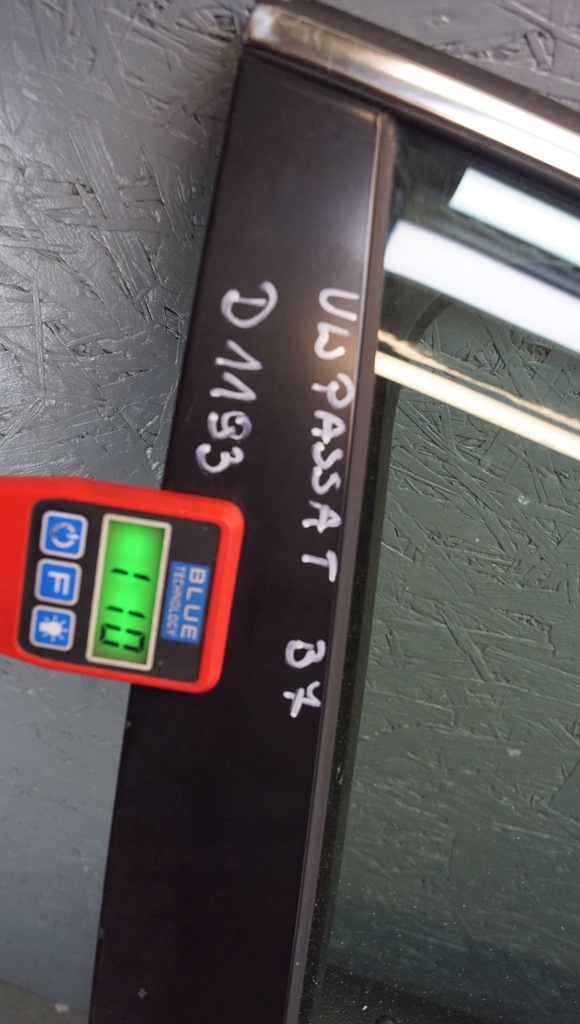 VW PASSAT B7
D1193
BLUE
TECHNOLOGY
F